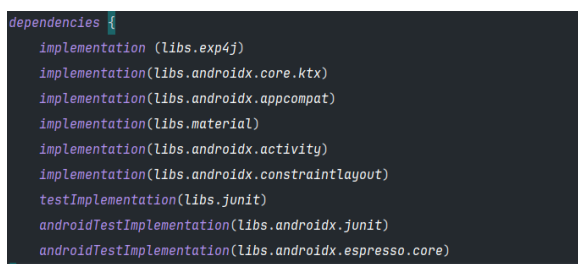 dependencies {
implementation (libs.exp4j)
implementation(libs.androidx.core.ktx)
implementation(libs.androidx.appcompat)
implementation(libs.material)
implementation(libs.androidx.activity)
implementation(libs.androidx.constraintlayout)
testImplementation(libs.junit)
androidTestImplementation(libs.androidx.junit)
androidTestImplementation(libs.androidx.espresso.core)